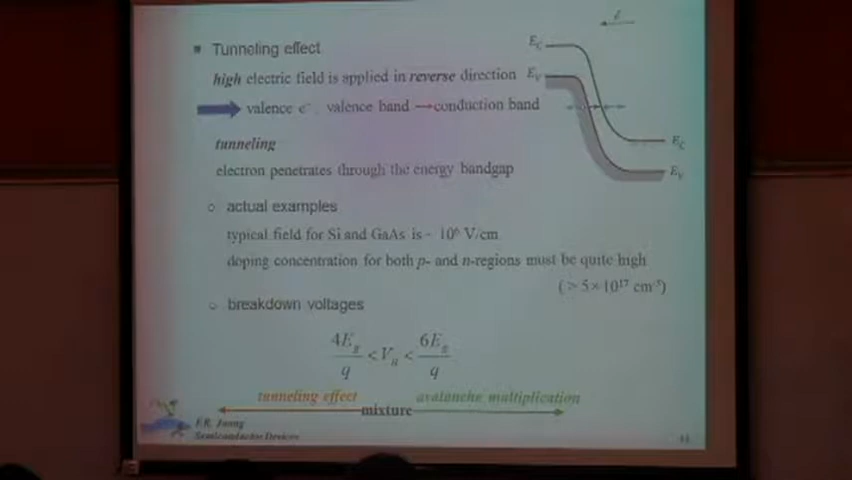 Tunneling effect
high electric field is applied in reverse direction
valence e⁻, valence band →conduction band
tunneling
electron penetrates through the energy bandgap
actual examples
typical field for Si and GaAs is ~ 10⁶ V/cm
doping concentration for both p- and n-regions must be quite high
( > 5×10¹⁷ cm⁻³)
breakdown voltages
4E_g/q < V_B < 6E_g/q
tunneling effect mixture avalanche multiplication
Semiconductor Devices
E_C
E_V
E_C
E_V